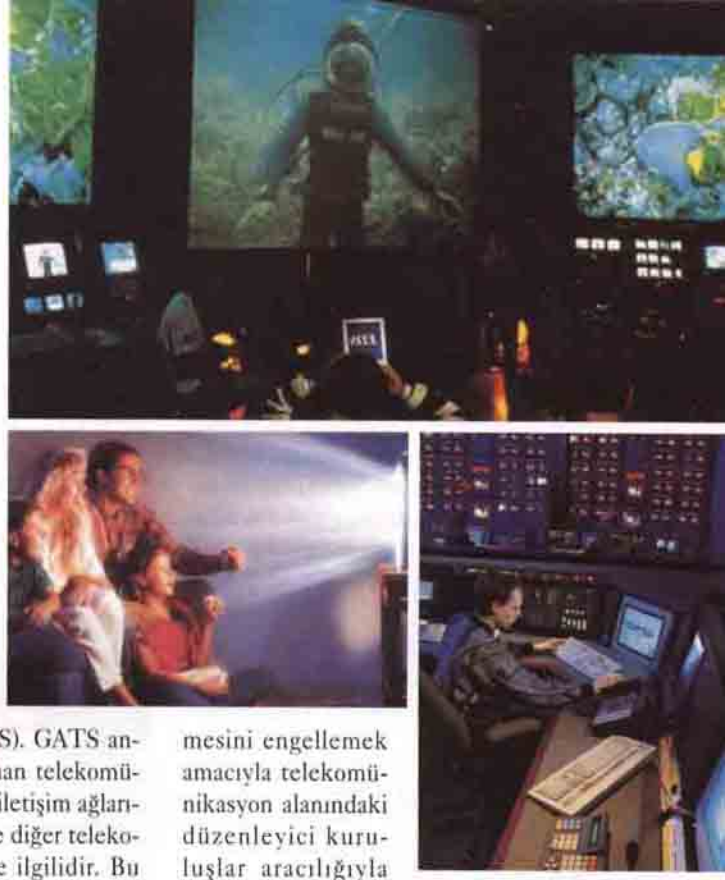 S). GATS an-
an telekomü-
iletişim ağları-
e diğer teleko-
e ilgilidir. Bu
mesini engellemek
amacıyla telekomü-
nikasyon alanındaki
düzenleyici kuru-
luşlar aracılığıyla